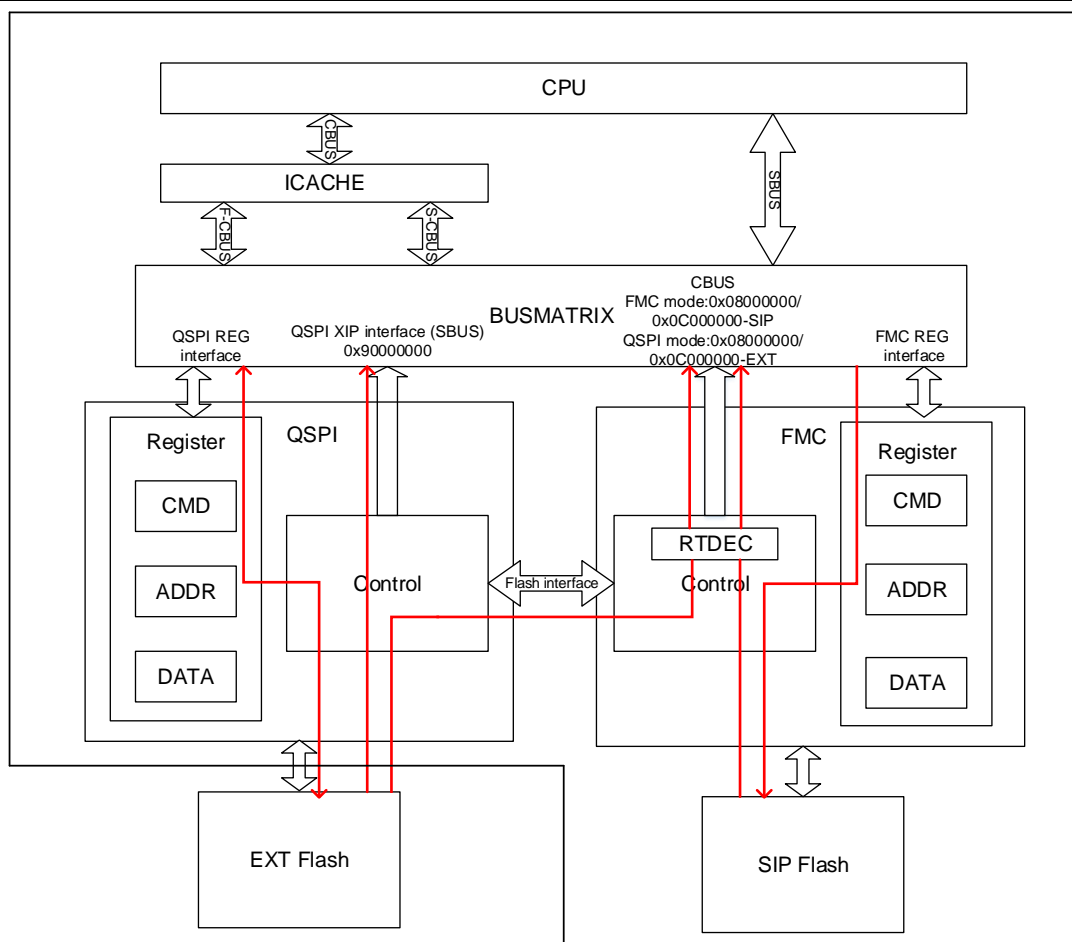 CPU
CBUS
ICACHE
F-CBUS
S-CBUS
SBUS
BUSMATRIX
QSPI REG
interface
QSPI XIP interface (SBUS)
0x90000000
CBUS
FMC mode:0x08000000/
0x0C000000-SIP
QSPI mode:0x08000000/
0x0C000000-EXT
FMC REG
interface
QSPI
Register
CMD
ADDR
DATA
Control
Flash interface
FMC
RTDEC
Control
Register
CMD
ADDR
DATA
EXT Flash
SIP Flash